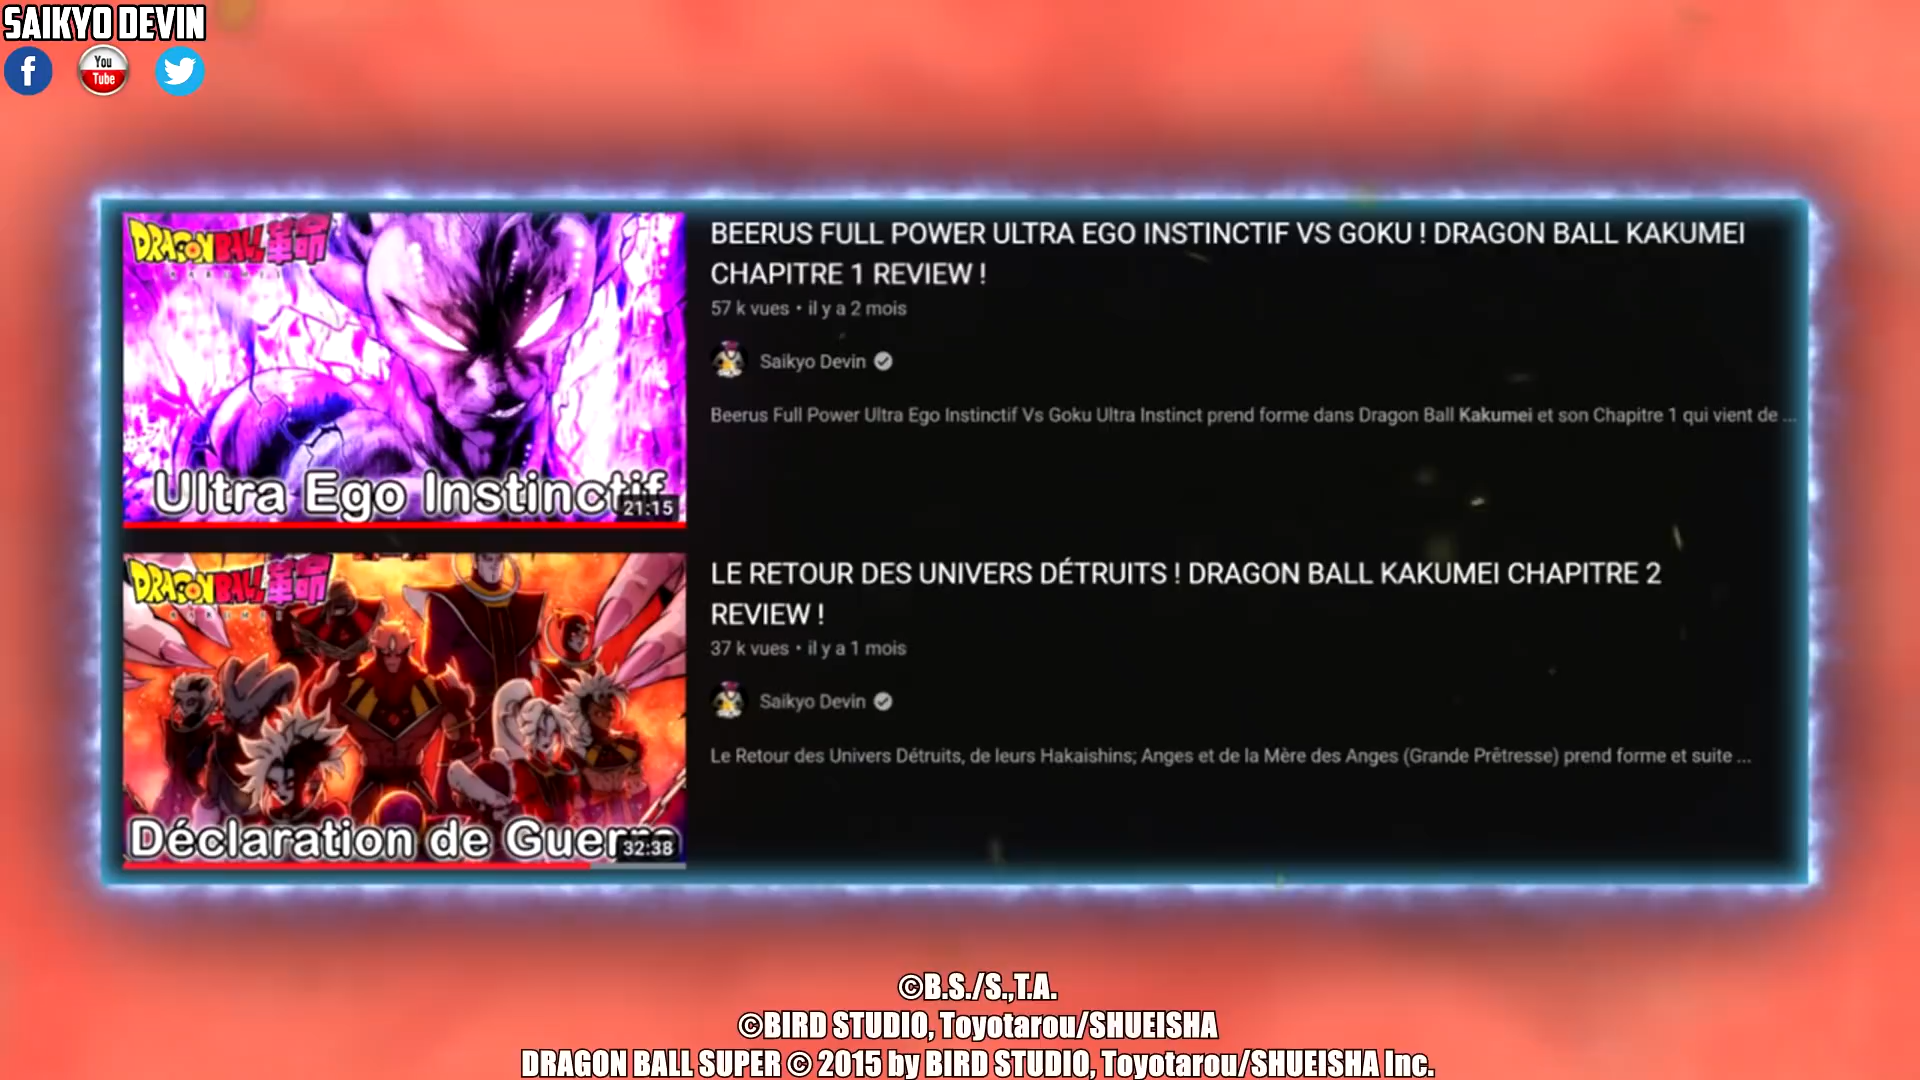 SAIKYO DEVIN
You
Tube
DRAGON BALL 革命
KAKUMEI
Ultra Ego Instinctif
21:15
BEERUS FULL POWER ULTRA EGO INSTINCTIF VS GOKU ! DRAGON BALL KAKUMEI
CHAPITRE 1 REVIEW !
57 k vues • il y a 2 mois
Saikyo Devin
Beerus Full Power Ultra Ego Instinctif Vs Goku Ultra Instinct prend forme dans Dragon Ball Kakumei et son Chapitre 1 qui vient de ...
DRAGON BALL 革命
KAKUMEI
Déclaration de Guerre
32:38
LE RETOUR DES UNIVERS DÉTRUITS ! DRAGON BALL KAKUMEI CHAPITRE 2
REVIEW !
37 k vues • il y a 1 mois
Saikyo Devin
Le Retour des Univers Détruits, de leurs Hakaishins; Anges et de la Mère des Anges (Grande Prêtresse) prend forme et suite ...
©B.S./S.,T.A.
©BIRD STUDIO, Toyotarou/SHUEISHA
DRAGON BALL SUPER © 2015 by BIRD STUDIO, Toyotarou/SHUEISHA Inc.